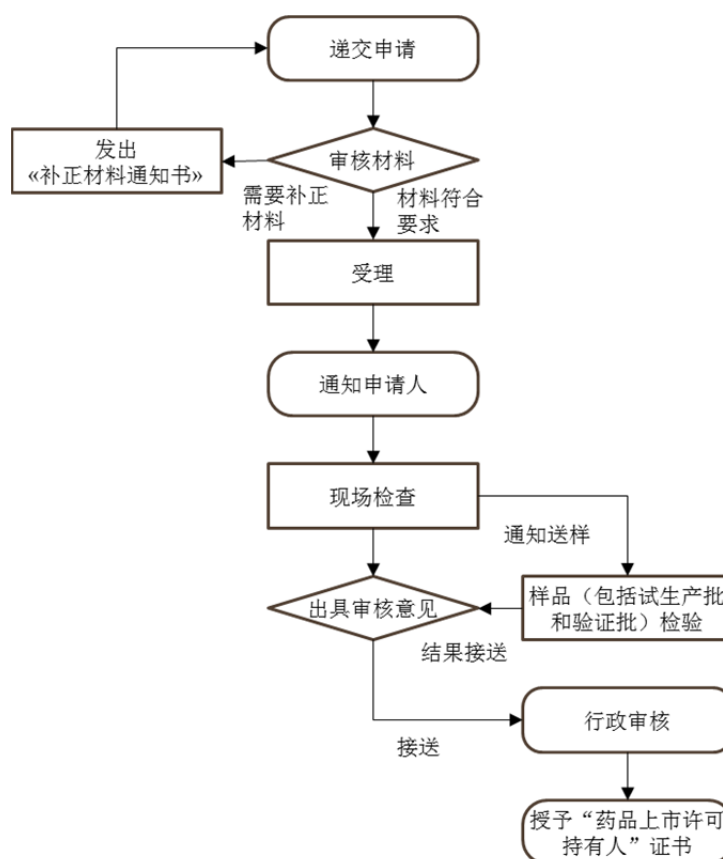 递交申请
发出
«补正材料通知书»
审核材料
需要补正
材料
材料符合
要求
受理
通知申请人
现场检查
通知送样
出具审核意见
样品（包括试生产批
和验证批）检验
结果接送
行政审核
接送
授予“药品上市许可
持有人”证书